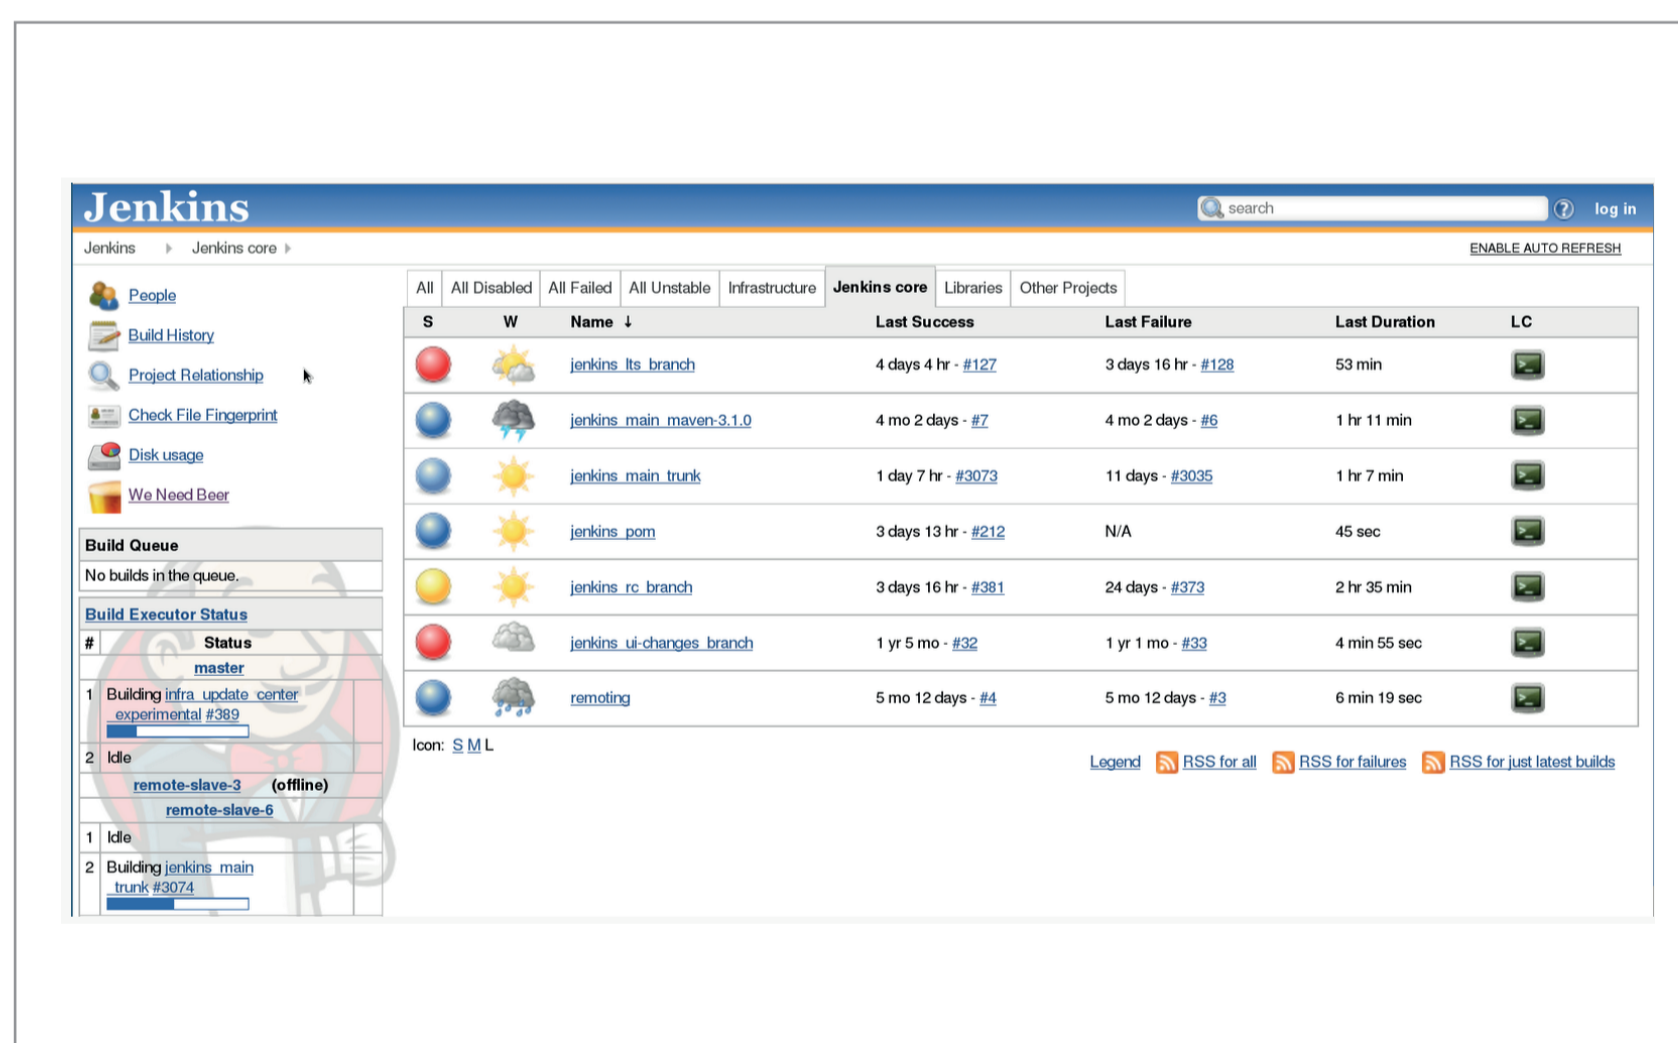 Jenkins
search
? log in
Jenkins Jenkins core
ENABLE AUTO REFRESH
People
Build History
Project Relationship
Check File Fingerprint
Disk usage
We Need Beer
Build Queue
No builds in the queue.
Build Executor Status
# Status
master
1 Building infra_update_center
_experimental #389
2 Idle
remote-slave-3 (offline)
remote-slave-6
1 Idle
2 Building jenkins_main
_trunk #3074
All All Disabled All Failed All Unstable Infrastructure Jenkins core Libraries Other Projects
S W Name ↓ Last Success Last Failure Last Duration LC
jenkins_lts_branch 4 days 4 hr - #127 3 days 16 hr - #128 53 min
jenkins_main_maven-3.1.0 4 mo 2 days - #7 4 mo 2 days - #6 1 hr 11 min
jenkins_main_trunk 1 day 7 hr - #3073 11 days - #3035 1 hr 7 min
jenkins_pom 3 days 13 hr - #212 N/A 45 sec
jenkins_rc_branch 3 days 16 hr - #381 24 days - #373 2 hr 35 min
jenkins_ui-changes_branch 1 yr 5 mo - #32 1 yr 1 mo - #33 4 min 55 sec
remoting 5 mo 12 days - #4 5 mo 12 days - #3 6 min 19 sec
Icon: S M L
Legend RSS for all RSS for failures RSS for just latest builds